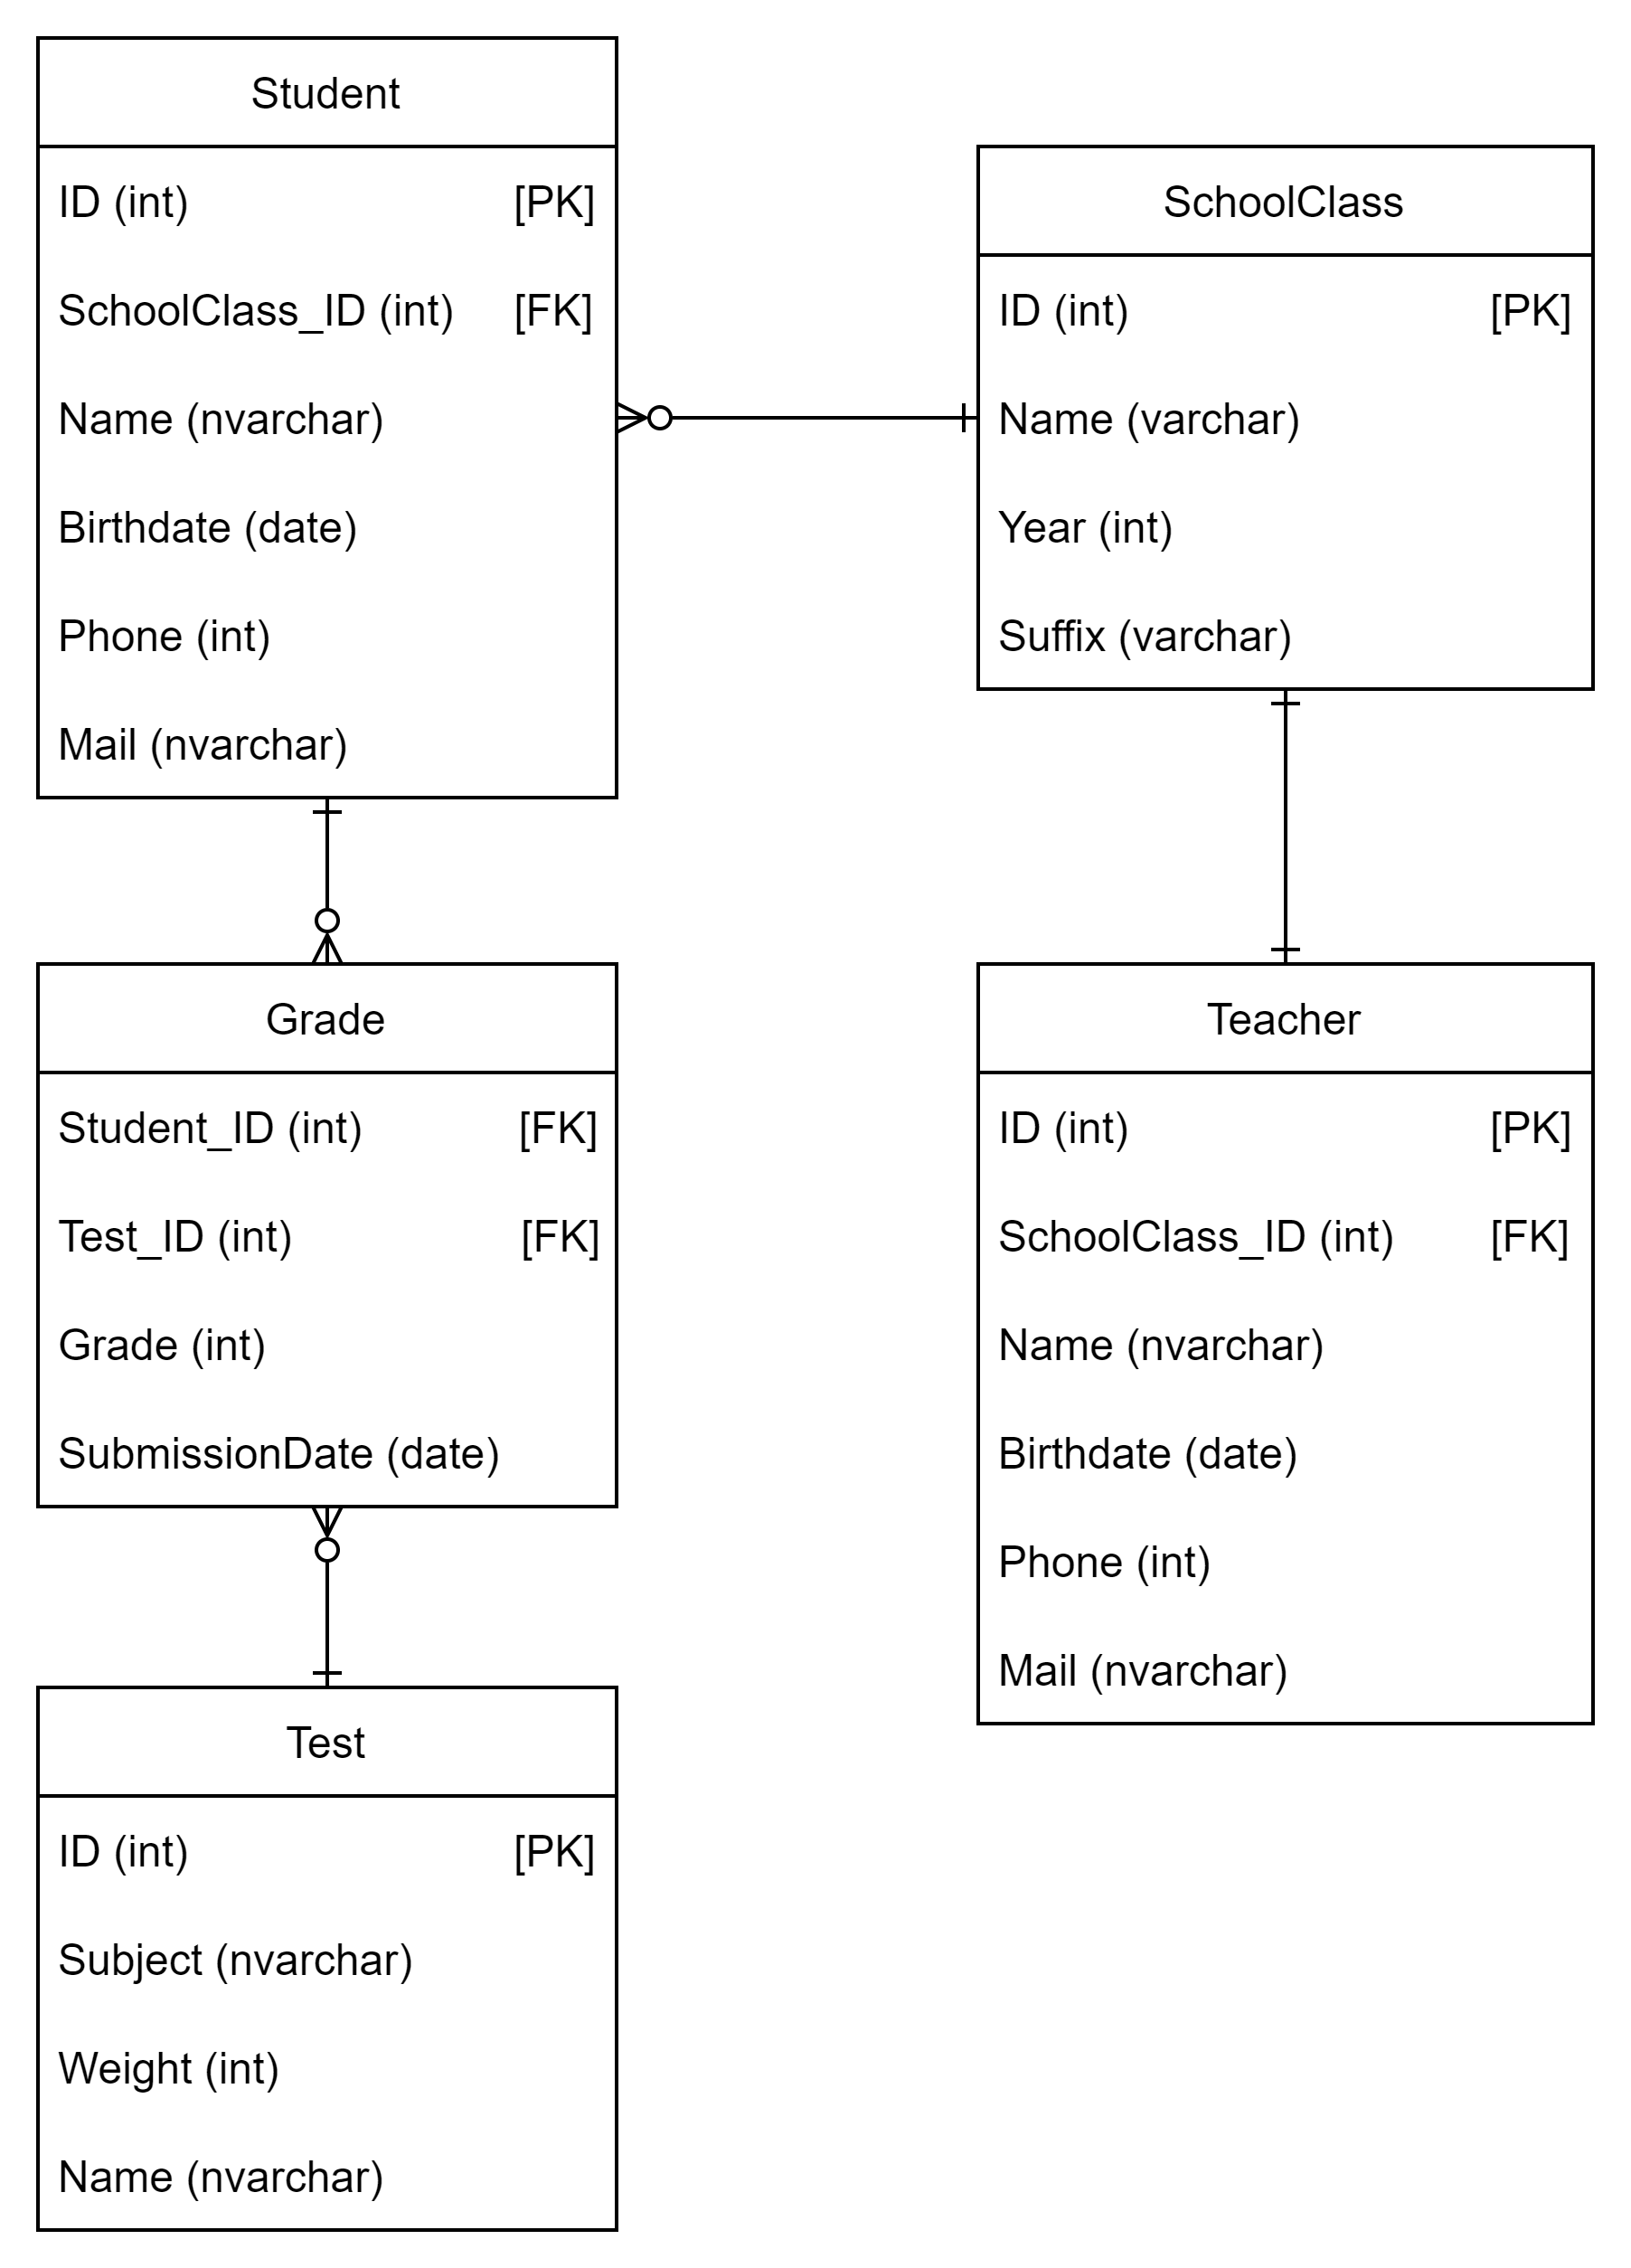 Student
ID (int) [PK]
SchoolClass_ID (int) [FK]
Name (nvarchar)
Birthdate (date)
Phone (int)
Mail (nvarchar)
SchoolClass
ID (int) [PK]
Name (varchar)
Year (int)
Suffix (varchar)
Grade
Student_ID (int) [FK]
Test_ID (int) [FK]
Grade (int)
SubmissionDate (date)
Teacher
ID (int) [PK]
SchoolClass_ID (int) [FK]
Name (nvarchar)
Birthdate (date)
Phone (int)
Mail (nvarchar)
Test
ID (int) [PK]
Subject (nvarchar)
Weight (int)
Name (nvarchar)